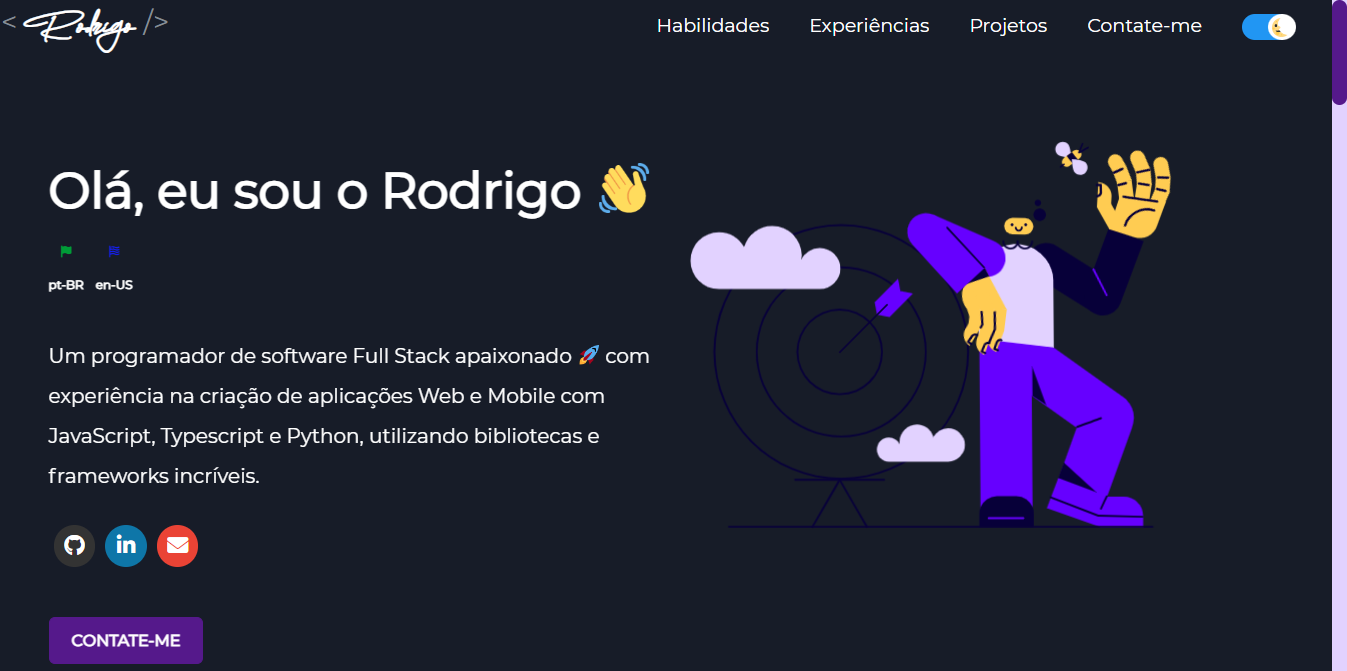 < Rodrigo />
Habilidades Experiências Projetos Contate-me
Olá, eu sou o Rodrigo 👋
pt-BR en-US
Um programador de software Full Stack apaixonado 🚀 com
experiência na criação de aplicações Web e Mobile com
JavaScript, Typescript e Python, utilizando bibliotecas e
frameworks incríveis.
in
CONTATE-ME